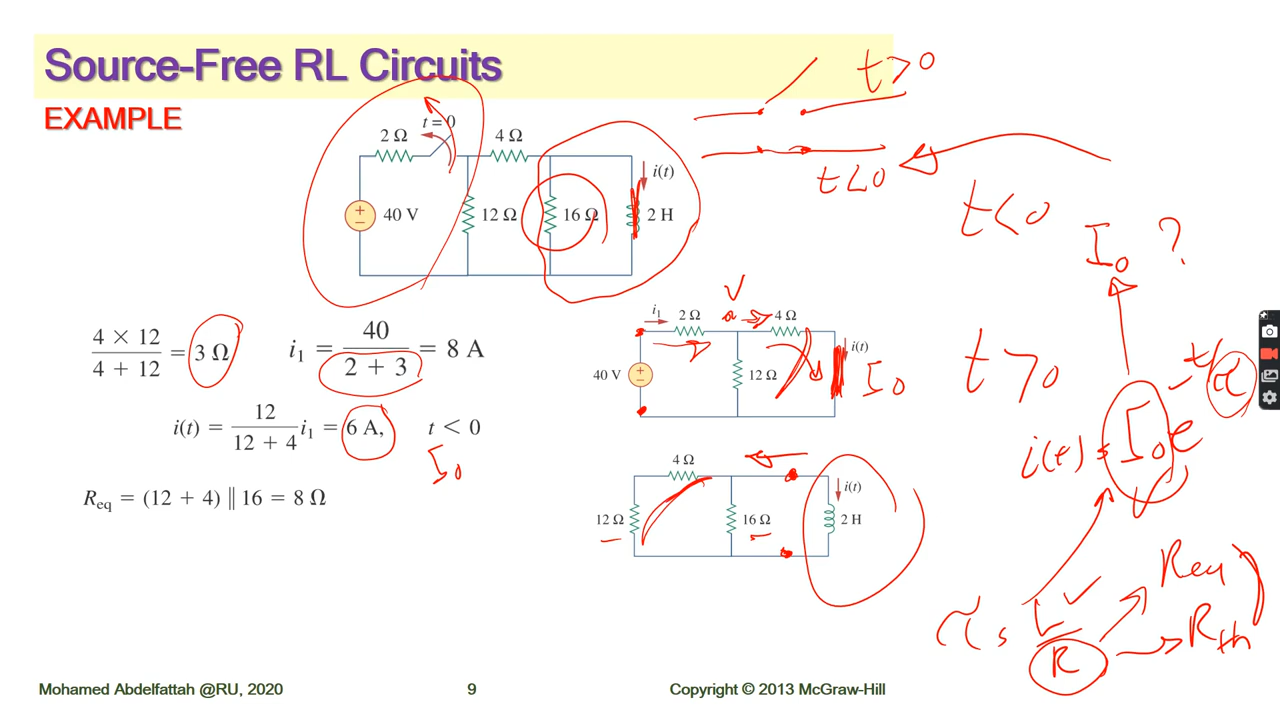 Source-Free RL Circuits
EXAMPLE
t > 0
t < 0
t < 0
I₀ ?
2 Ω
t = 0
4 Ω
40 V
12 Ω
16 Ω
i(t)
2 H
4 × 12 / 4 + 12 = 3 Ω
i₁ = 40 / 2 + 3 = 8 A
i(t) = 12 / 12 + 4 i₁ = 6 A, t < 0
I₀
R_eq = (12 + 4) || 16 = 8 Ω
V
i₁
2 Ω
4 Ω
40 V
12 Ω
i(t)
I₀
t > 0
i(t) = I₀ e^-t/τ
4 Ω
12 Ω
16 Ω
i(t)
2 H
τ = L / R
Req
Rth
Mohamed Abdelfattah @RU, 2020
9
Copyright © 2013 McGraw-Hill